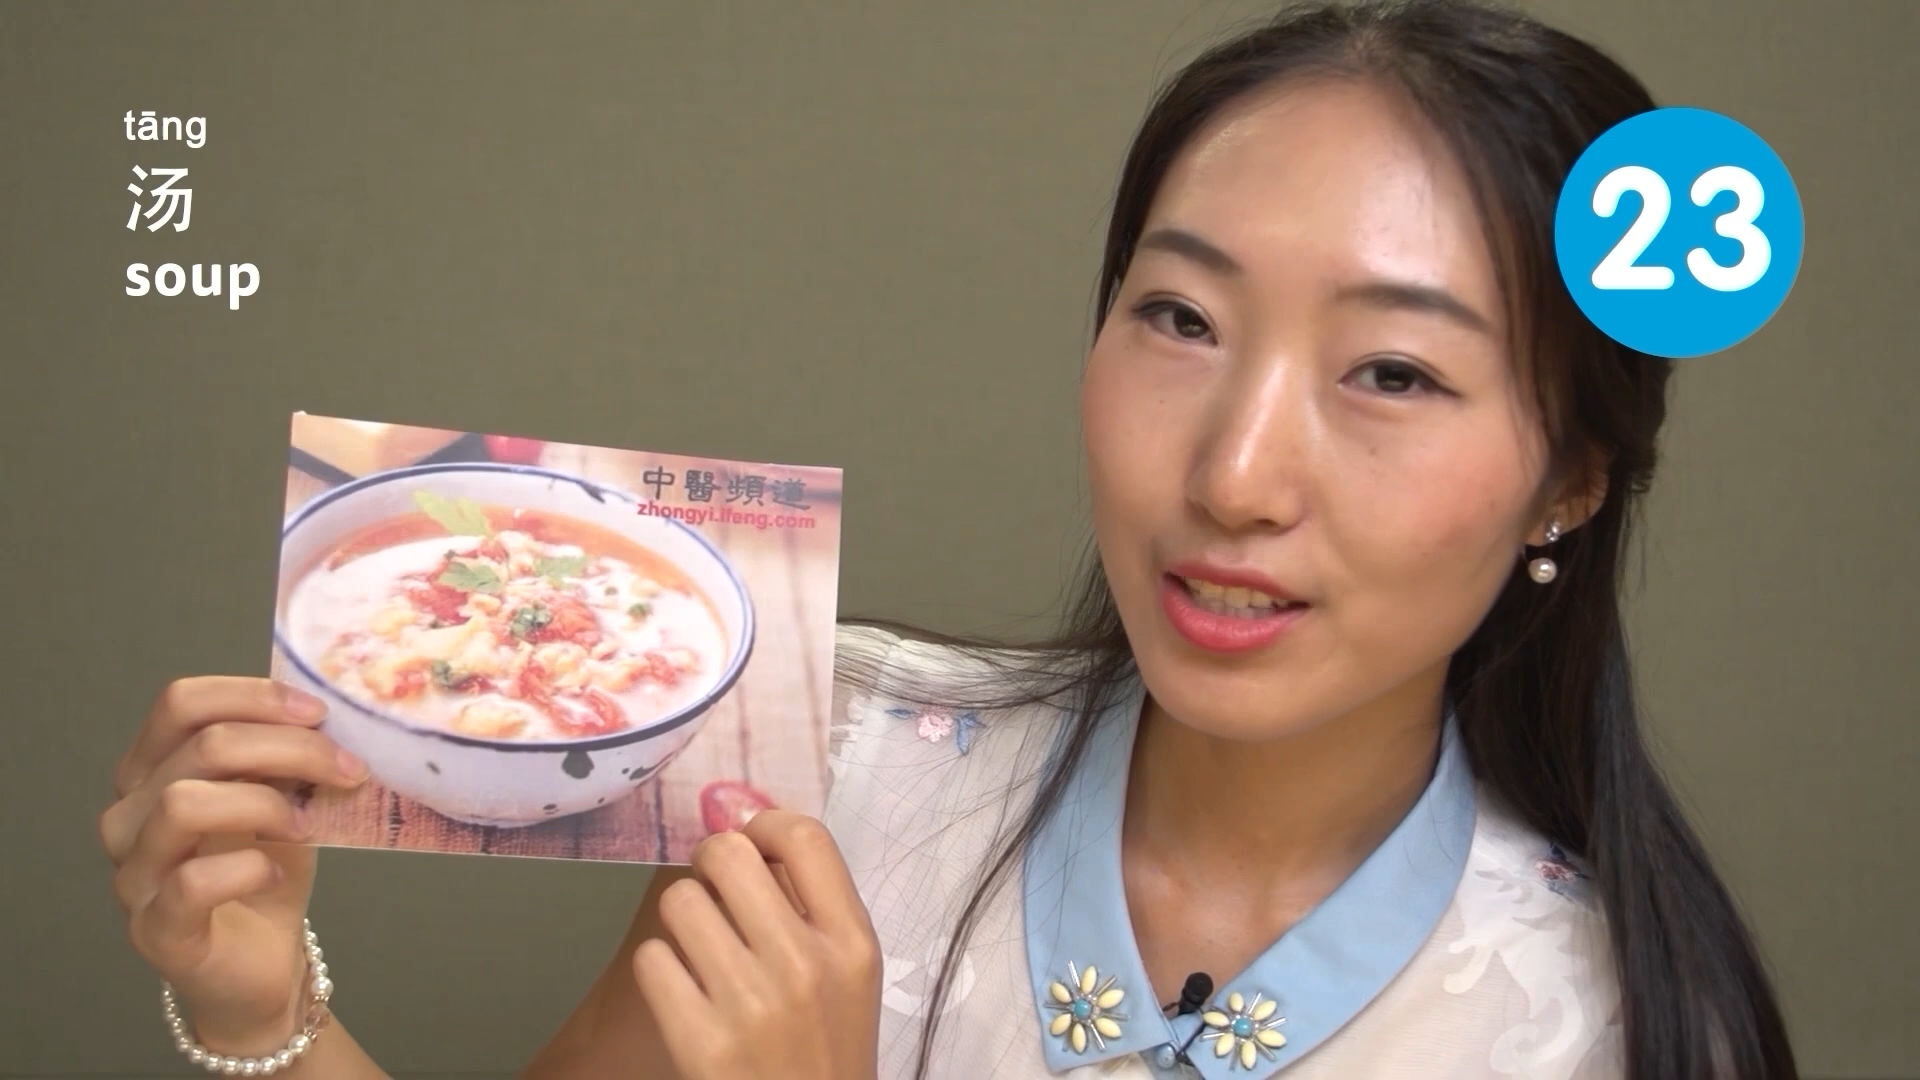 tāng
汤
soup
23
中醫頻道
zhongyi.ifeng.com